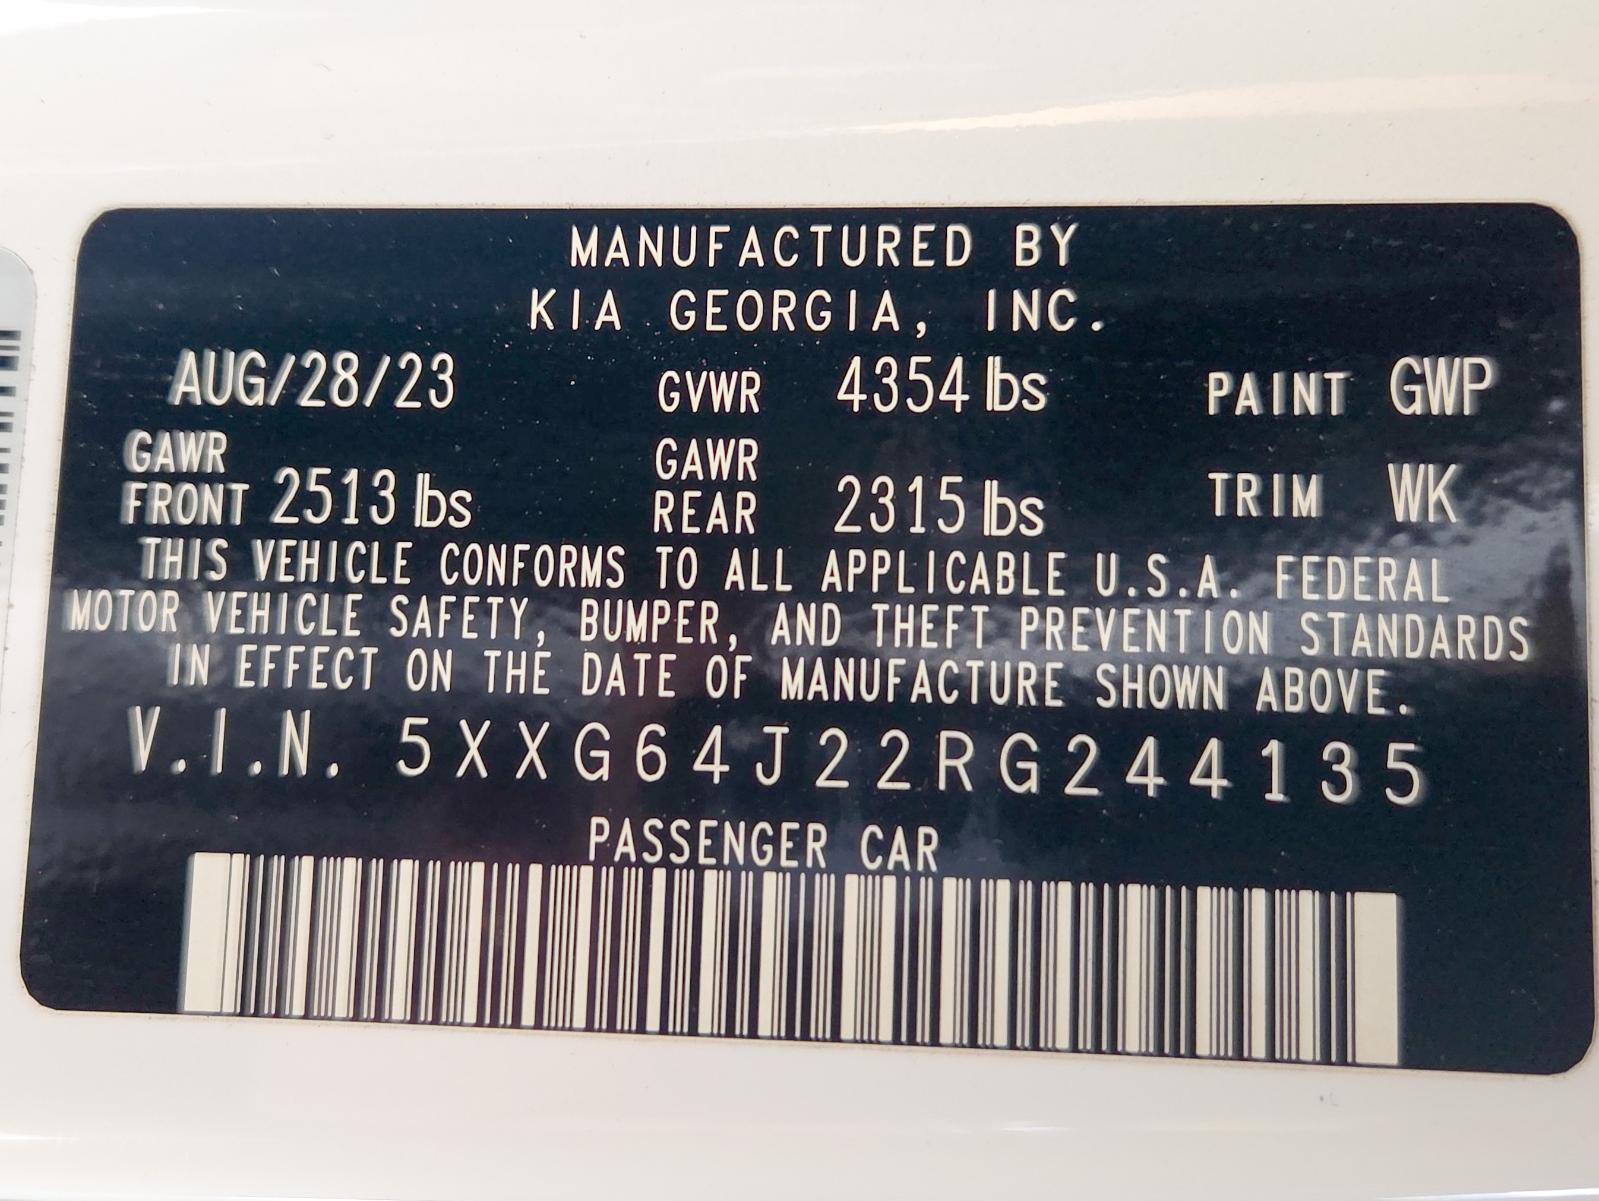 MANUFACTURED BY
KIA GEORGIA, INC.
AUG/28/23 GVWR 4354 lbs PAINT GWP
GAWR FRONT 2513 lbs GAWR REAR 2315 lbs TRIM WK
THIS VEHICLE CONFORMS TO ALL APPLICABLE U.S.A. FEDERAL
MOTOR VEHICLE SAFETY, BUMPER, AND THEFT PREVENTION STANDARDS
IN EFFECT ON THE DATE OF MANUFACTURE SHOWN ABOVE.
V.I.N. 5XXG64J22RG244135
PASSENGER CAR